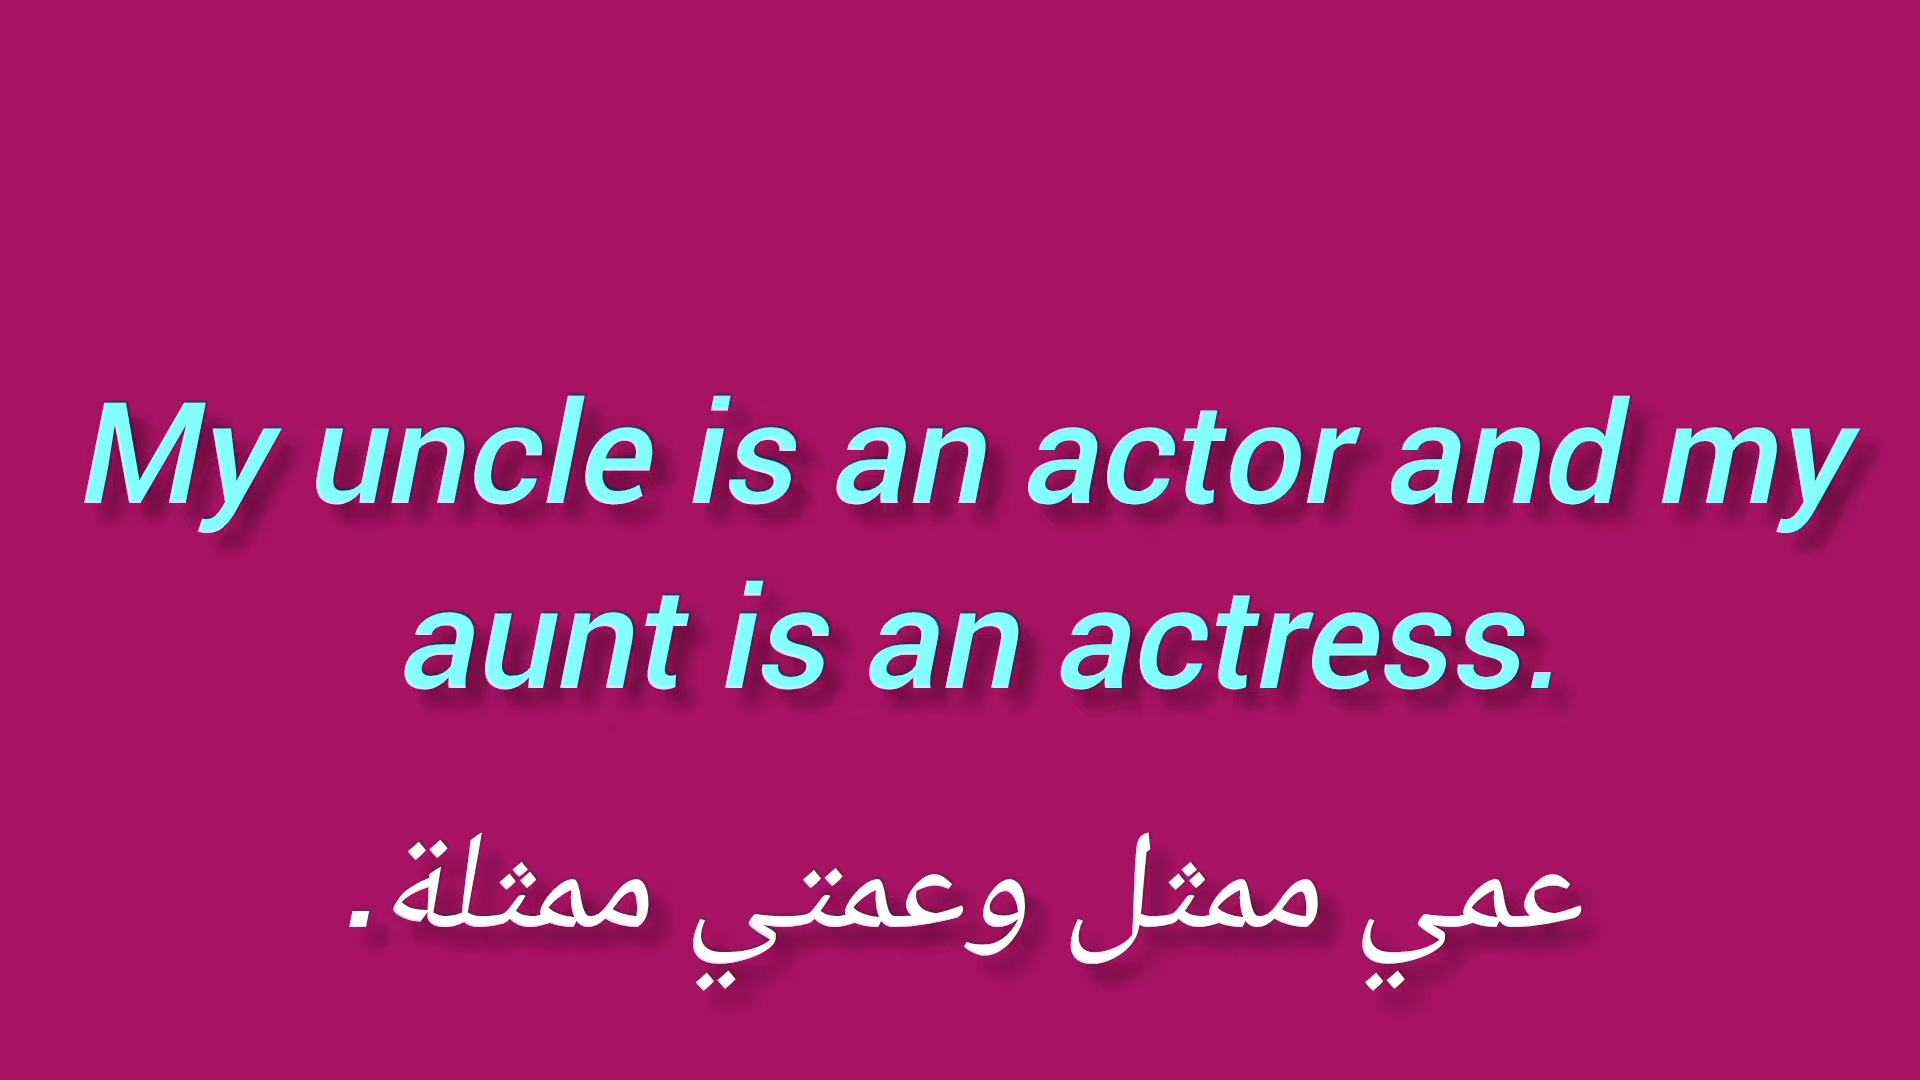 My uncle is an actor and my
aunt is an actress.
عمي ممثل وعمتي ممثلة.